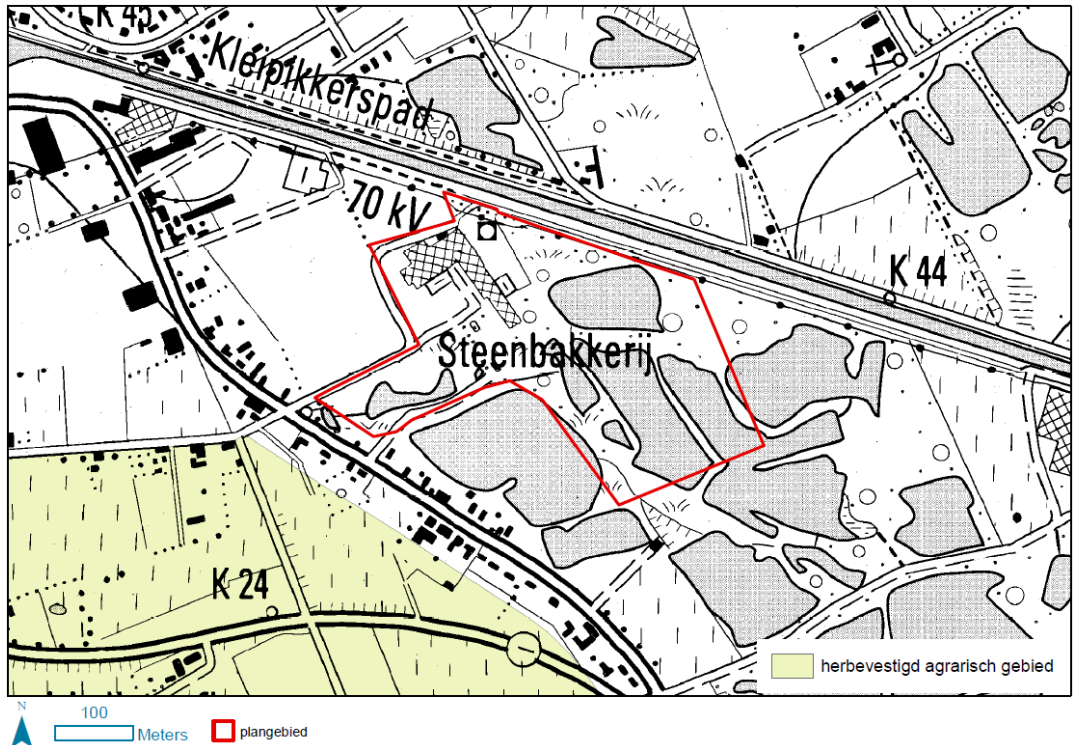 K 45
Kleipikkerspad
70 kV
K 44
Steenbakkerij
K 24
herbevestigd agrarisch gebied
N
100
Meters
plangebied